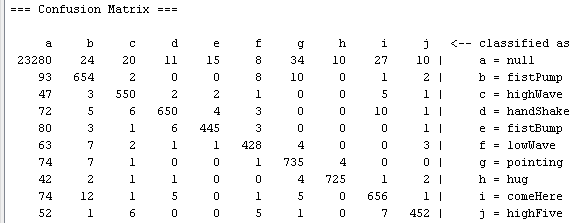 === Confusion Matrix ===
a b c d e f g h i j <-- classified as
23280 24 20 11 15 8 34 10 27 10 | a = null
93 654 2 0 0 8 10 0 1 2 | b = fistPump
47 3 550 2 2 1 0 0 5 1 | c = highWave
72 5 6 650 4 3 0 0 10 1 | d = handShake
80 3 1 6 445 3 0 0 0 1 | e = fistBump
63 7 2 1 1 428 4 0 0 3 | f = lowWave
74 7 1 0 0 1 735 4 0 0 | g = pointing
42 2 1 1 0 0 4 725 1 2 | h = hug
74 12 1 5 0 1 5 0 656 1 | i = comeHere
52 1 6 0 0 5 1 0 7 452 | j = highFive